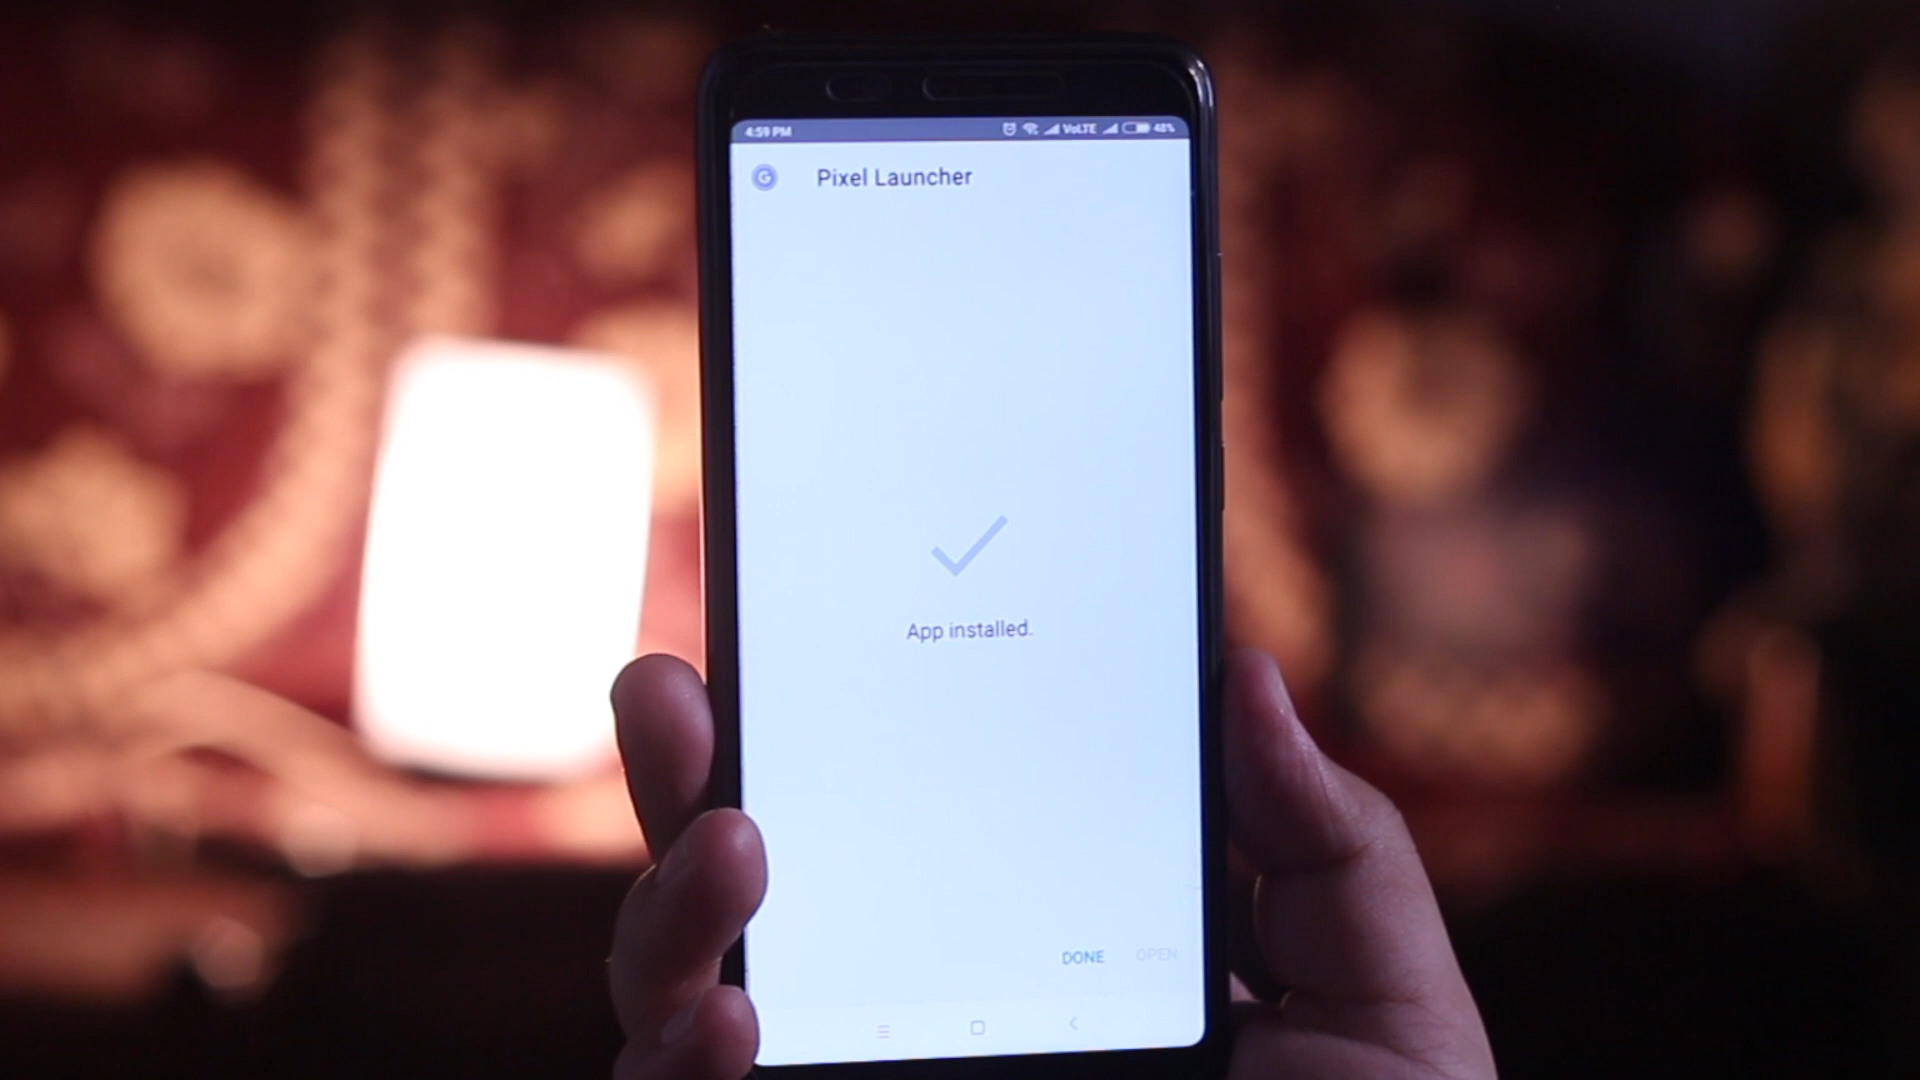 4:59 PM VoLTE 48%
G Pixel Launcher
App installed.
DONE OPEN